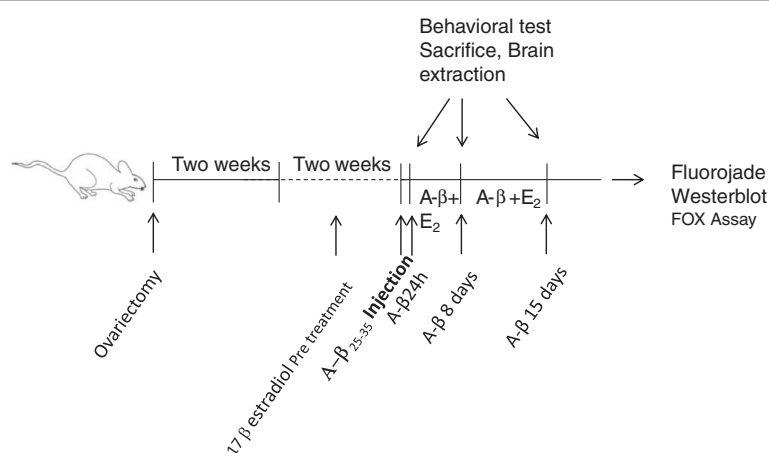 Behavioral test
Sacrifice, Brain
extraction
Two weeks
Two weeks
A-β+
E₂
A-β +E₂
Fluorojade
Westerblot
FOX Assay
Ovariectomy
17 β estradiol Pre treatment
A–β₂₅₋₃₅ Injection
A-β24h
A-β 8 days
A-β 15 days